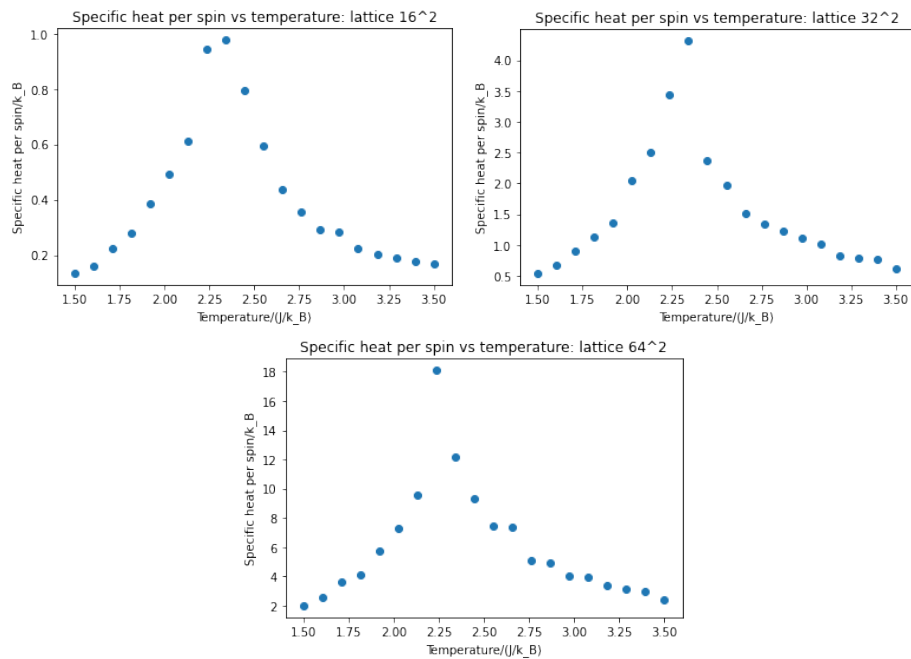 Specific heat per spin vs temperature: lattice 16^2
Specific heat per spin/k_B
1.0
0.8
0.6
0.4
0.2
1.50 1.75 2.00 2.25 2.50 2.75 3.00 3.25 3.50
Temperature/(J/k_B)
Specific heat per spin vs temperature: lattice 32^2
Specific heat per spin/k_B
4.0
3.5
3.0
2.5
2.0
1.5
1.0
0.5
1.50 1.75 2.00 2.25 2.50 2.75 3.00 3.25 3.50
Temperature/(J/k_B)
Specific heat per spin vs temperature: lattice 64^2
Specific heat per spin/k_B
18
16
14
12
10
8
6
4
2
1.50 1.75 2.00 2.25 2.50 2.75 3.00 3.25 3.50
Temperature/(J/k_B)